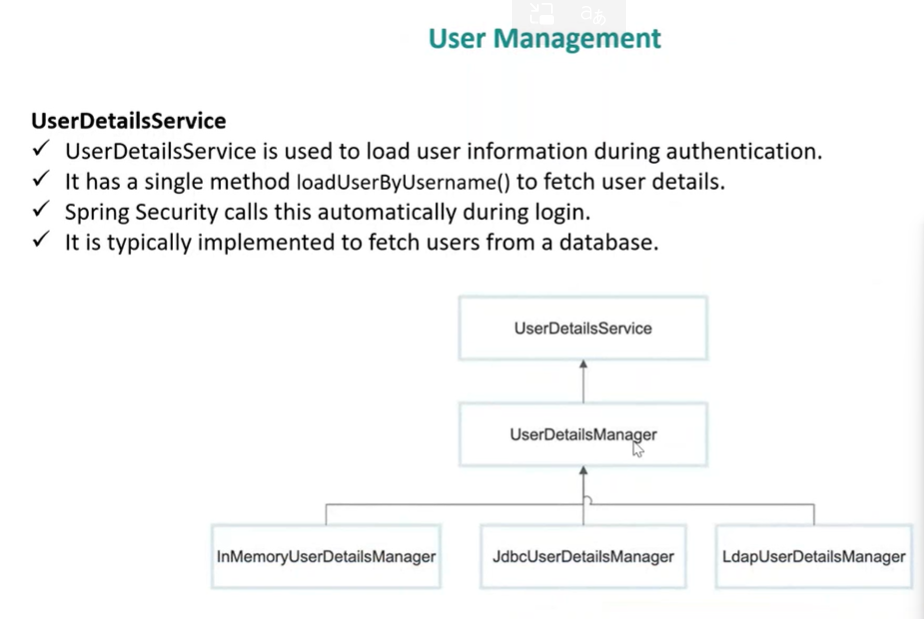 User Management
UserDetailsService
✓ UserDetailsService is used to load user information during authentication.
✓ It has a single method loadUserByUsername() to fetch user details.
✓ Spring Security calls this automatically during login.
✓ It is typically implemented to fetch users from a database.
UserDetailsService
UserDetailsManager
InMemoryUserDetailsManager
JdbcUserDetailsManager
LdapUserDetailsManager